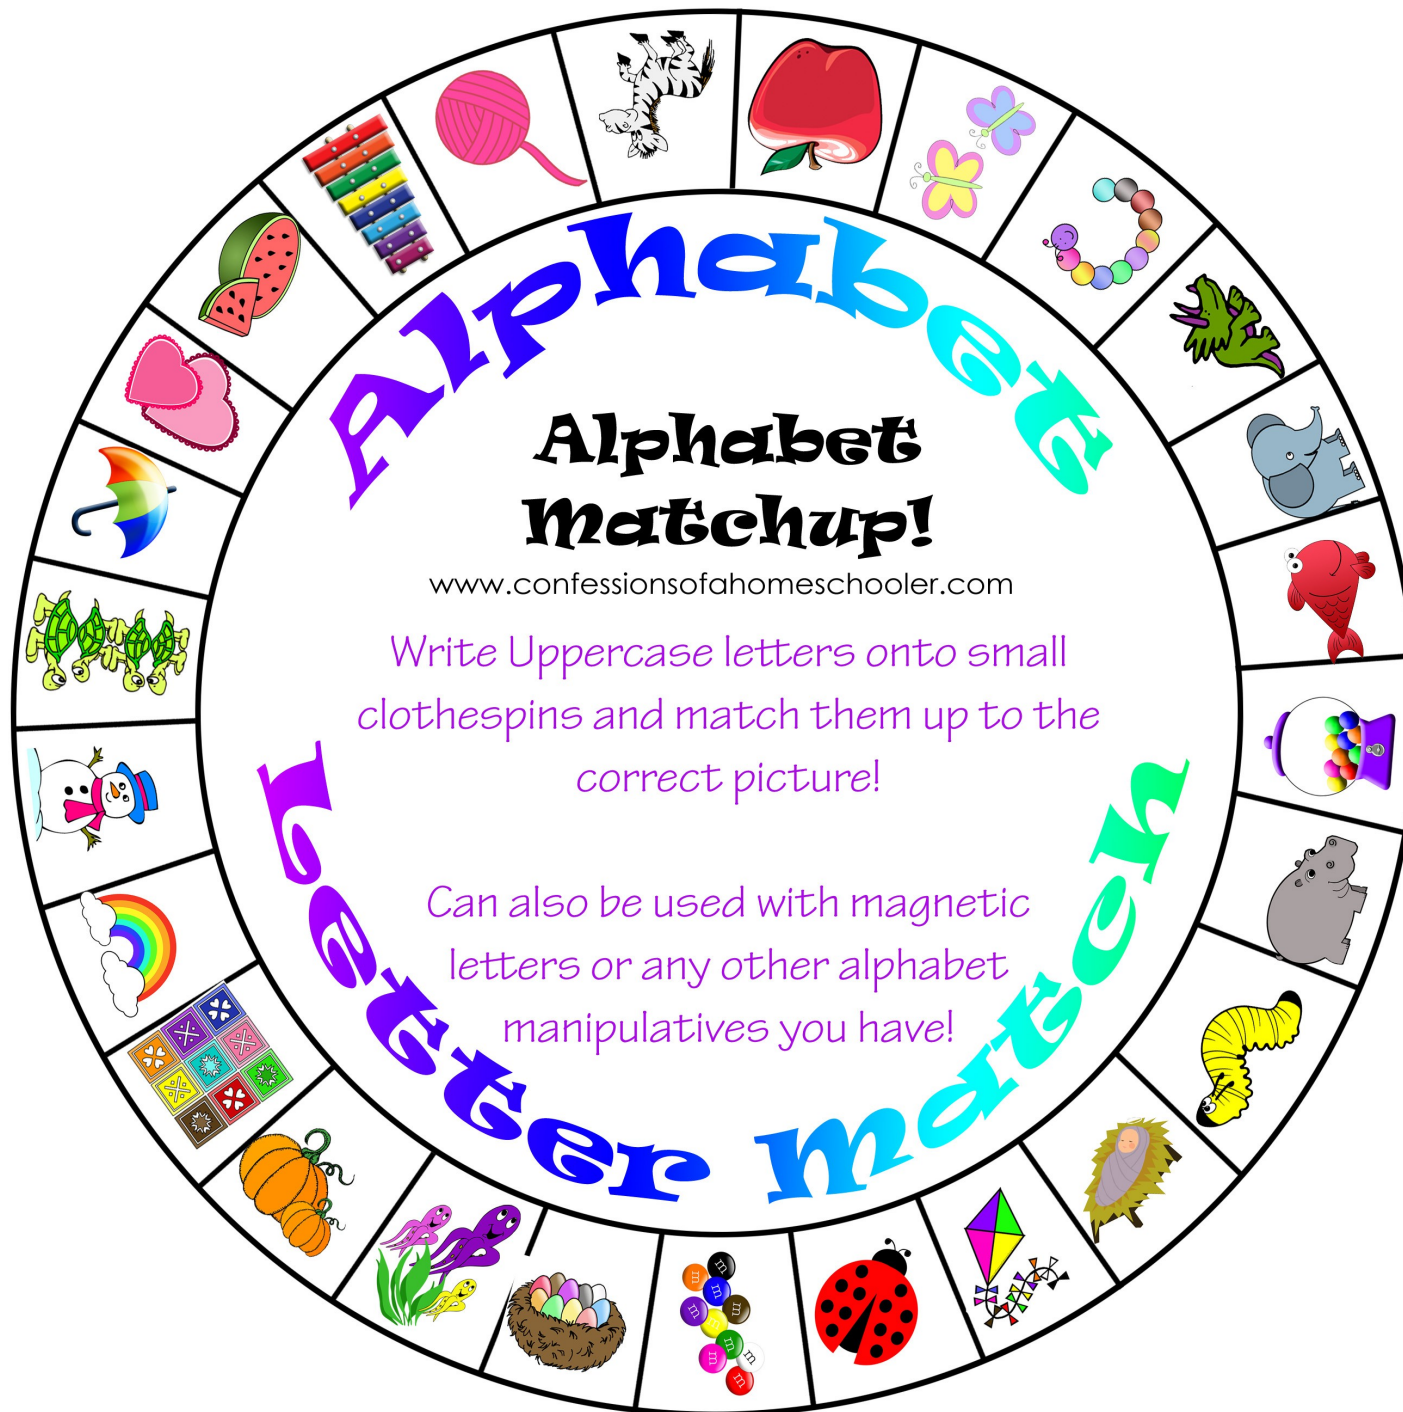 Alphabet
Alphabet
Matchup!
www.confessionsofahomeschooler.com
Write Uppercase letters onto small
clothespins and match them up to the
correct picture!
Can also be used with magnetic
letters or any other alphabet
manipulatives you have!
Letter Match
m
m
m
m
m
m
m
m
m
m